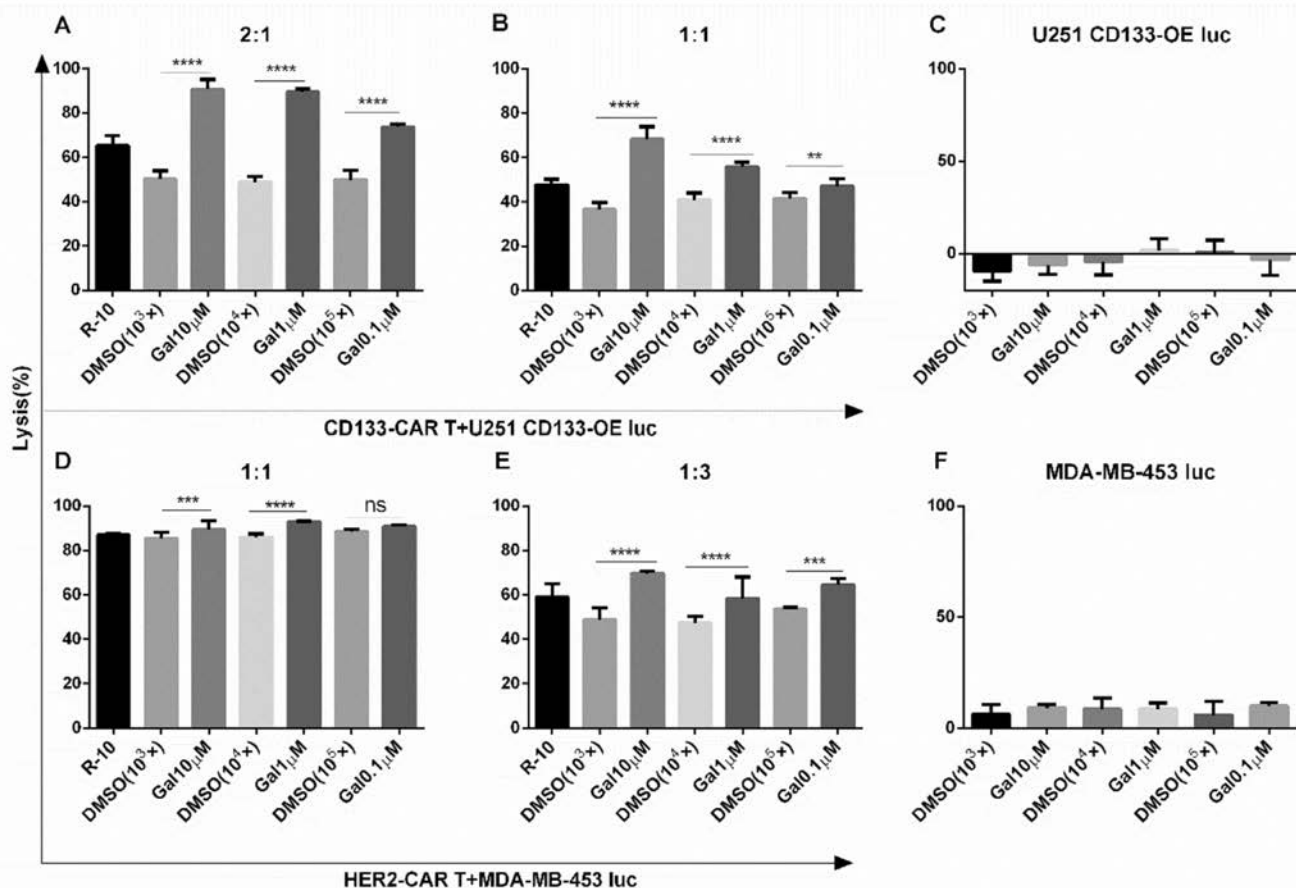 A
2:1
100
80
60
40
20
0
****
****
****
R-10
DMSO(10³×)
Gal10μM
DMSO(10⁴×)
Gal1μM
DMSO(10⁵×)
Gal0.1μM
B
1:1
100
80
60
40
20
0
****
****
**
R-10
DMSO(10³×)
Gal10μM
DMSO(10⁴×)
Gal1μM
DMSO(10⁵×)
Gal0.1μM
C
U251 CD133-OE luc
100
50
0
-50
DMSO(10³×)
Gal10μM
DMSO(10⁴×)
Gal1μM
DMSO(10⁵×)
Gal0.1μM
Lysis(%)
CD133-CAR T+U251 CD133-OE luc
D
1:1
100
80
60
40
20
0
***
****
ns
R-10
DMSO(10³×)
Gal10μM
DMSO(10⁴×)
Gal1μM
DMSO(10⁵×)
Gal0.1μM
E
1:3
100
80
60
40
20
0
****
****
***
R-10
DMSO(10³×)
Gal10μM
DMSO(10⁴×)
Gal1μM
DMSO(10⁵×)
Gal0.1μM
F
MDA-MB-453 luc
100
50
0
DMSO(10³×)
Gal10μM
DMSO(10⁴×)
Gal1μM
DMSO(10⁵×)
Gal0.1μM
HER2-CAR T+MDA-MB-453 luc